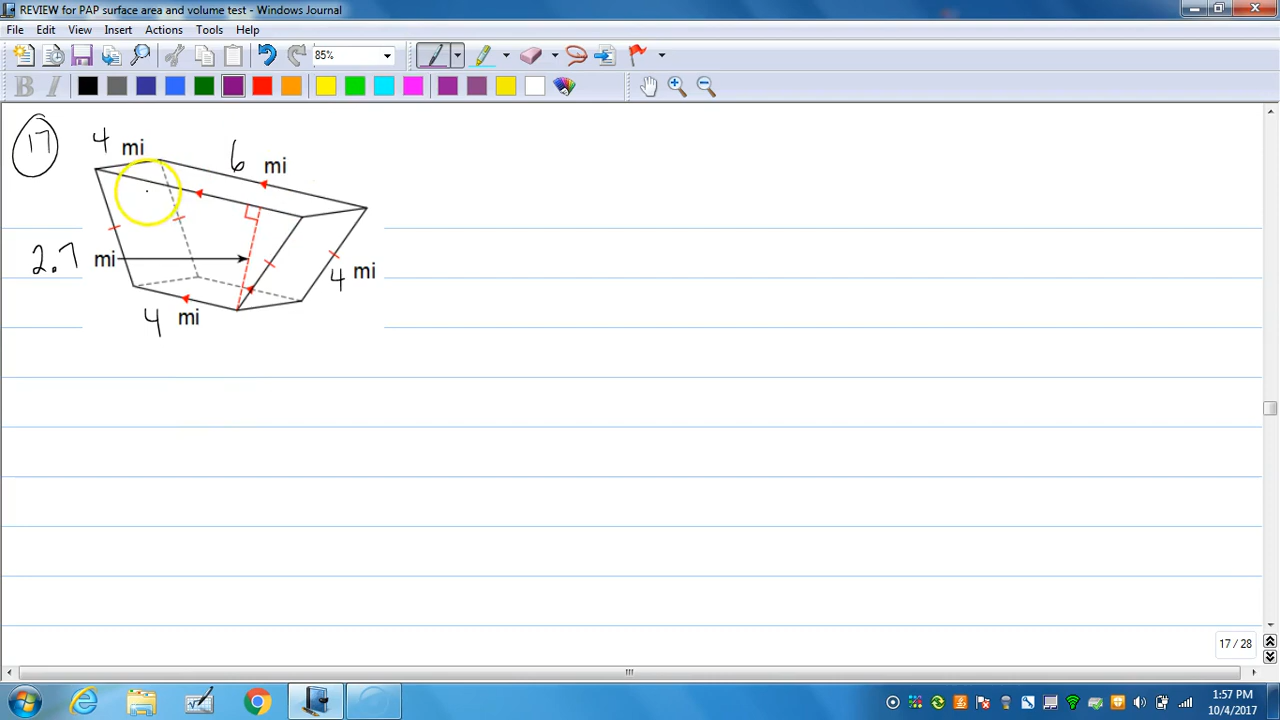 REVIEW for PAP surface area and volume test - Windows Journal
File Edit View Insert Actions Tools Help
85%
B I
17
4 mi
6 mi
2.7 mi
4 mi
4 mi
17 / 28
1:57 PM
10/4/2017